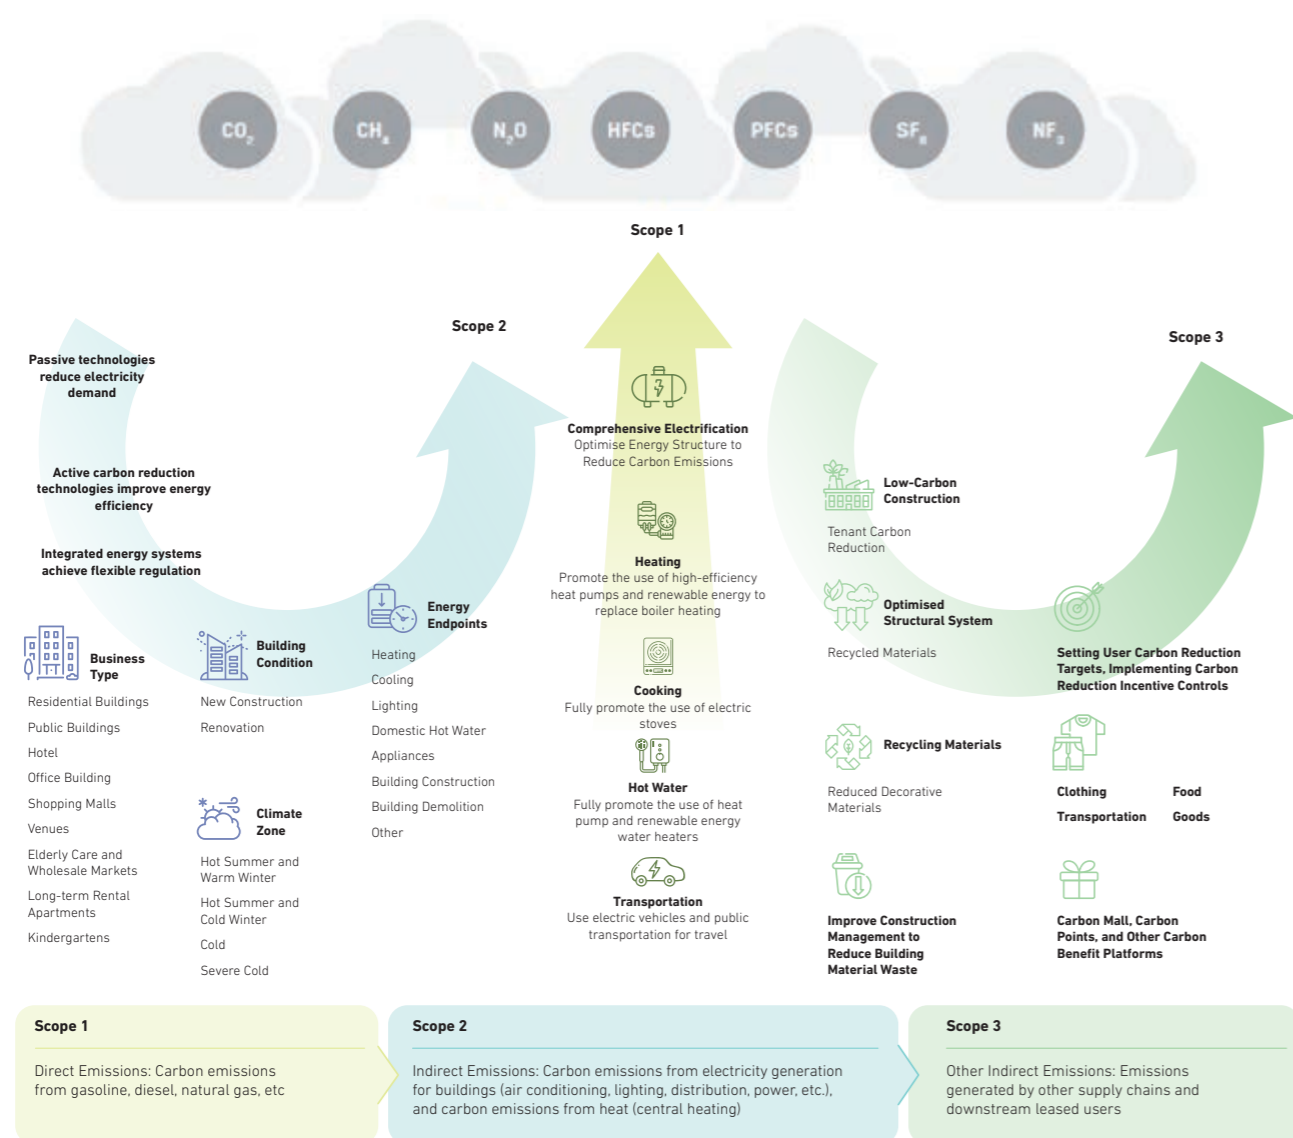 CO₂
CH₄
N₂O
HFCs
PFCs
SF₆
NF₃
Scope 1
Scope 2
Scope 3
Passive technologies
reduce electricity
demand
Active carbon reduction
technologies improve energy
efficiency
Integrated energy systems
achieve flexible regulation
Business
Type
Residential Buildings
Public Buildings
Hotel
Office Building
Shopping Malls
Venues
Elderly Care and
Wholesale Markets
Long-term Rental
Apartments
Kindergartens
Building
Condition
New Construction
Renovation
Climate
Zone
Hot Summer and
Warm Winter
Hot Summer and
Cold Winter
Cold
Severe Cold
Energy
Endpoints
Heating
Cooling
Lighting
Domestic Hot Water
Appliances
Building Construction
Building Demolition
Other
Comprehensive Electrification
Optimise Energy Structure to
Reduce Carbon Emissions
Heating
Promote the use of high-efficiency
heat pumps and renewable energy to
replace boiler heating
Cooking
Fully promote the use of electric
stoves
Hot Water
Fully promote the use of heat
pump and renewable energy
water heaters
Transportation
Use electric vehicles and public
transportation for travel
Low-Carbon
Construction
Tenant Carbon
Reduction
Optimised
Structural System
Recycled Materials
Recycling Materials
Reduced Decorative
Materials
Improve Construction
Management to
Reduce Building
Material Waste
Setting User Carbon Reduction
Targets, Implementing Carbon
Reduction Incentive Controls
Clothing
Food
Transportation
Goods
Carbon Mall, Carbon
Points, and Other Carbon
Benefit Platforms
Scope 1
Direct Emissions: Carbon emissions
from gasoline, diesel, natural gas, etc
Scope 2
Indirect Emissions: Carbon emissions from electricity generation
for buildings (air conditioning, lighting, distribution, power, etc.),
and carbon emissions from heat (central heating)
Scope 3
Other Indirect Emissions: Emissions
generated by other supply chains and
downstream leased users